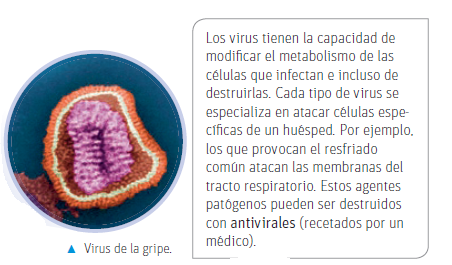 Los virus tienen la capacidad de
modificar el metabolismo de las
células que infectan e incluso de
destruirlas. Cada tipo de virus se
especializa en atacar células espe-
cíficas de un huésped. Por ejemplo,
los que provocan el resfriado
común atacan las membranas del
tracto respiratorio. Estos agentes
patógenos pueden ser destruidos
con antivirales (recetados por un
médico).
▲ Virus de la gripe.